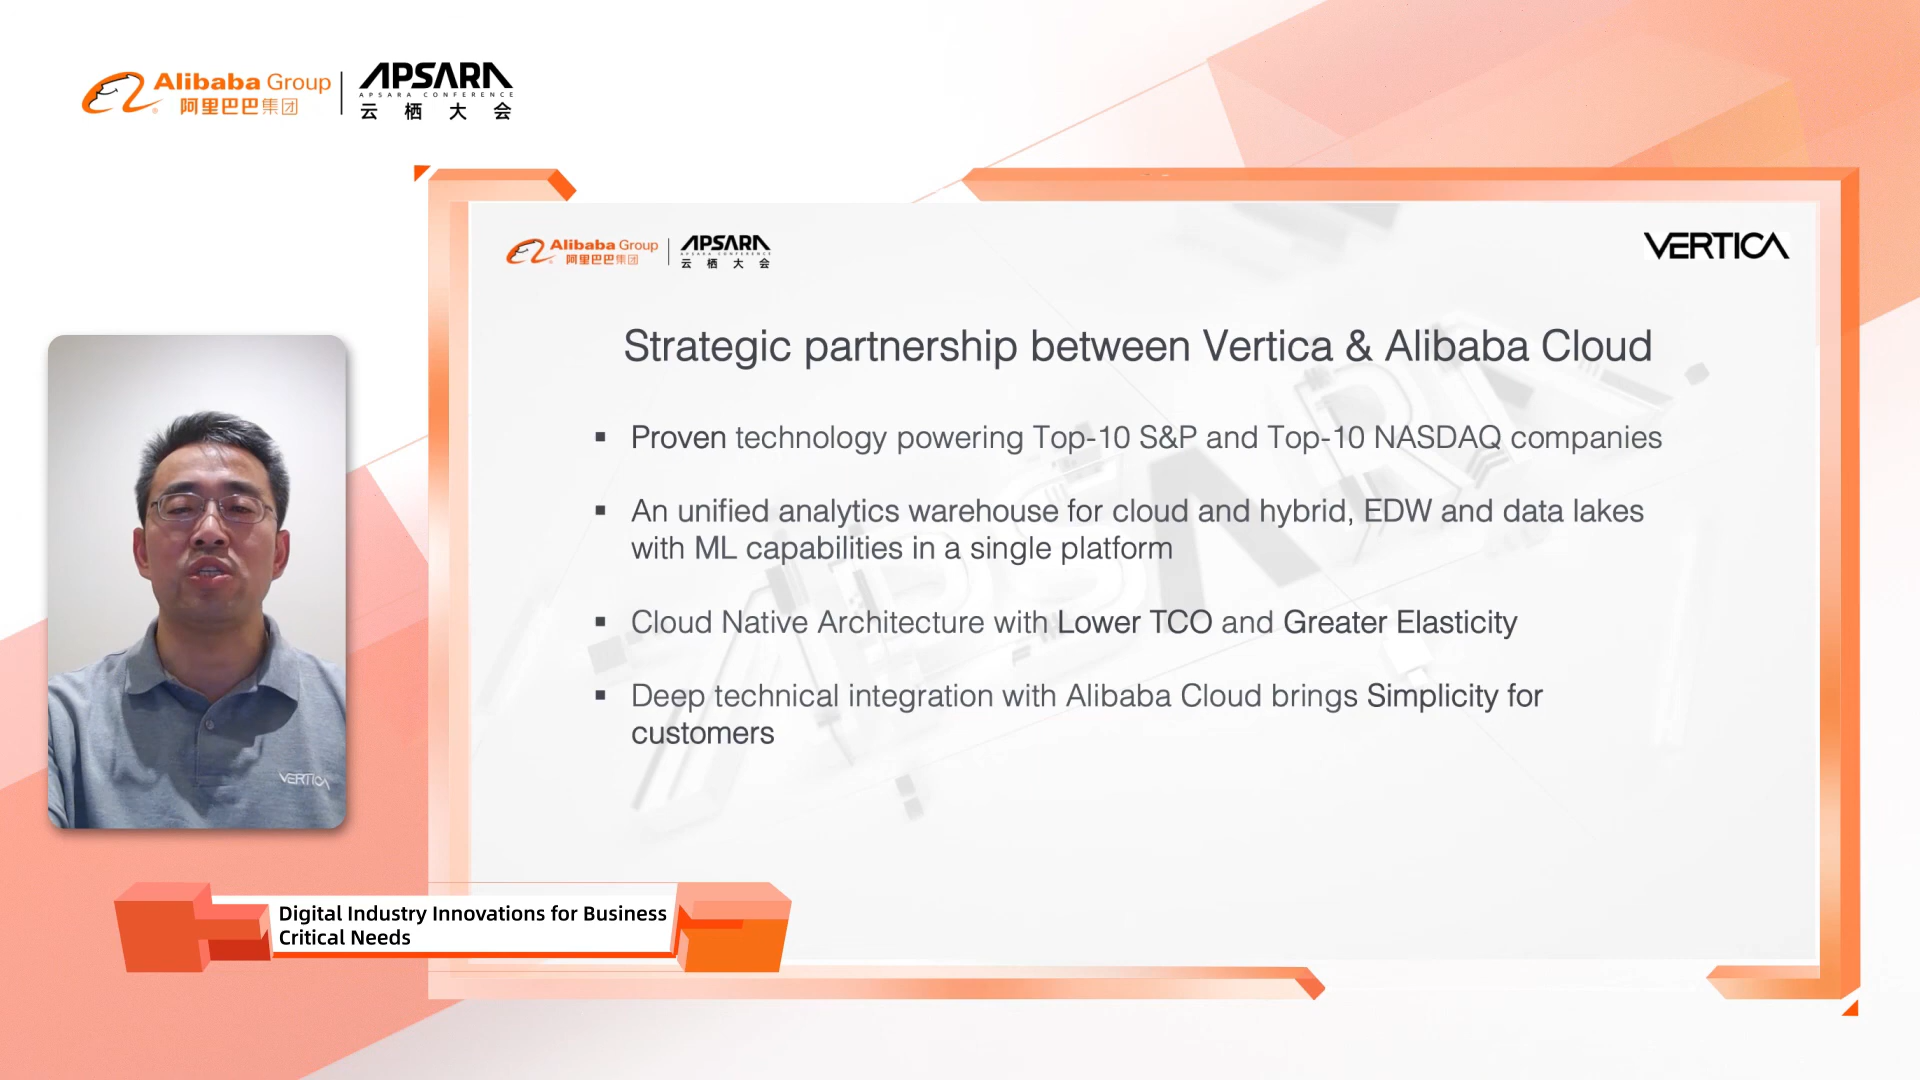 Alibaba Group
阿里巴巴集团
APSARA
APSARA CONFERENCE
云栖大会
Alibaba Group
阿里巴巴集团
APSARA
APSARA CONFERENCE
云栖大会
VERTICA
Strategic partnership between Vertica & Alibaba Cloud
▪ Proven technology powering Top-10 S&P and Top-10 NASDAQ companies
▪ An unified analytics warehouse for cloud and hybrid, EDW and data lakes
with ML capabilities in a single platform
▪ Cloud Native Architecture with Lower TCO and Greater Elasticity
▪ Deep technical integration with Alibaba Cloud brings Simplicity for
customers
VERTICA
Digital Industry Innovations for Business
Critical Needs